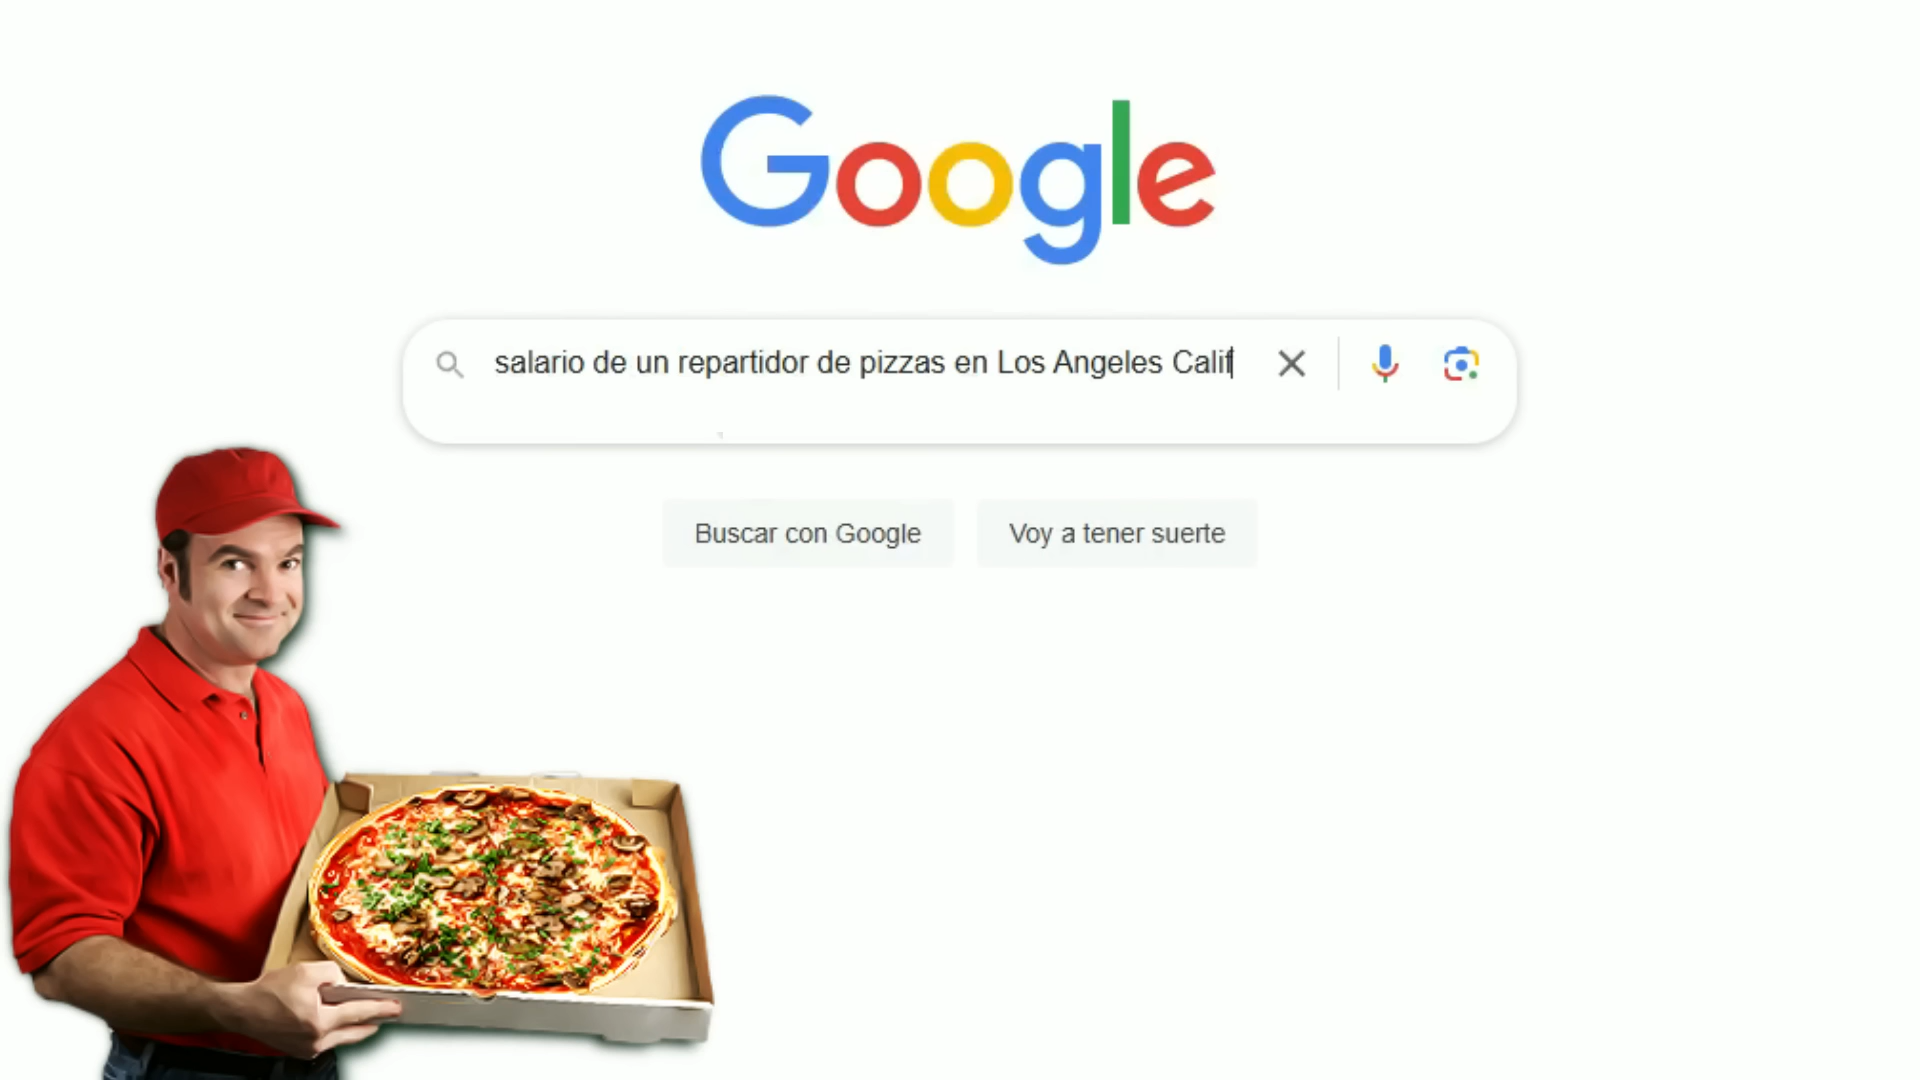 Google
salario de un repartidor de pizzas en Los Angeles Calif
Buscar con Google
Voy a tener suerte